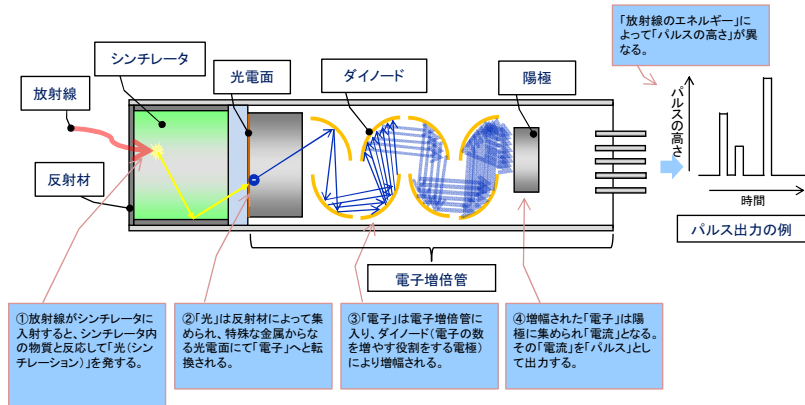 「放射線のエネルギー」に
よって「パルスの高さ」が異
なる。
シンチレータ
光電面
ダイノード
陽極
放射線
パルスの高さ
反射材
時間
パルス出力の例
電子増倍管
①放射線がシンチレータに
入射すると、シンチレータ内
の物質と反応して「光（シン
チレーション）」を発する。
②「光」は反射材によって集
められ、特殊な金属からな
る光電面にて「電子」へと転
換される。
③「電子」は電子増倍管に
入り、ダイノード（電子の数
を増やす役割をする電極）
により増幅される。
④増幅された「電子」は陽
極に集められ「電流」となる。
その「電流」を「パルス」とし
て出力する。